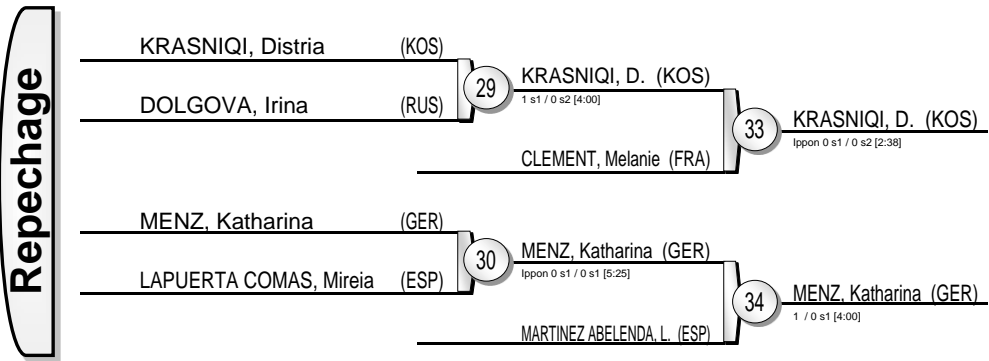 Repechage
KRASNIQI, Distria (KOS)
DOLGOVA, Irina (RUS)
29
KRASNIQI, D. (KOS)
1 s1 / 0 s2 [4:00]
CLEMENT, Melanie (FRA)
33
KRASNIQI, D. (KOS)
Ippon 0 s1 / 0 s2 [2:38]
MENZ, Katharina (GER)
LAPUERTA COMAS, Mireia (ESP)
30
MENZ, Katharina (GER)
Ippon 0 s1 / 0 s1 [5:25]
MARTINEZ ABELENDA, L. (ESP)
34
MENZ, Katharina (GER)
1 / 0 s1 [4:00]